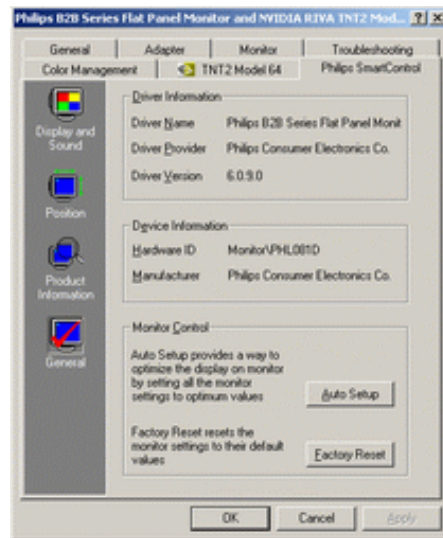 Philips B2B Series Flat Panel Monitor and NVIDIA RIVA TNT2 Mod...
General Adapter Monitor Troubleshooting
Color Management TNT2 Model 64 Philips SmartControl
Display and
Sound
Position
Product
Information
General
Driver Information
Driver Name Philips B2B Series Flat Panel Monit
Driver Provider Philips Consumer Electronics Co.
Driver Version 6.0.9.0
Device Information
Hardware ID Monitor\PHL081D
Manufacturer Philips Consumer Electronics Co.
Monitor Control
Auto Setup provides a way to
optimize the display on monitor
by setting all the monitor
settings to optimum values
Auto Setup
Factory Reset resets the
monitor settings to their default
values
Factory Reset
OK Cancel Apply